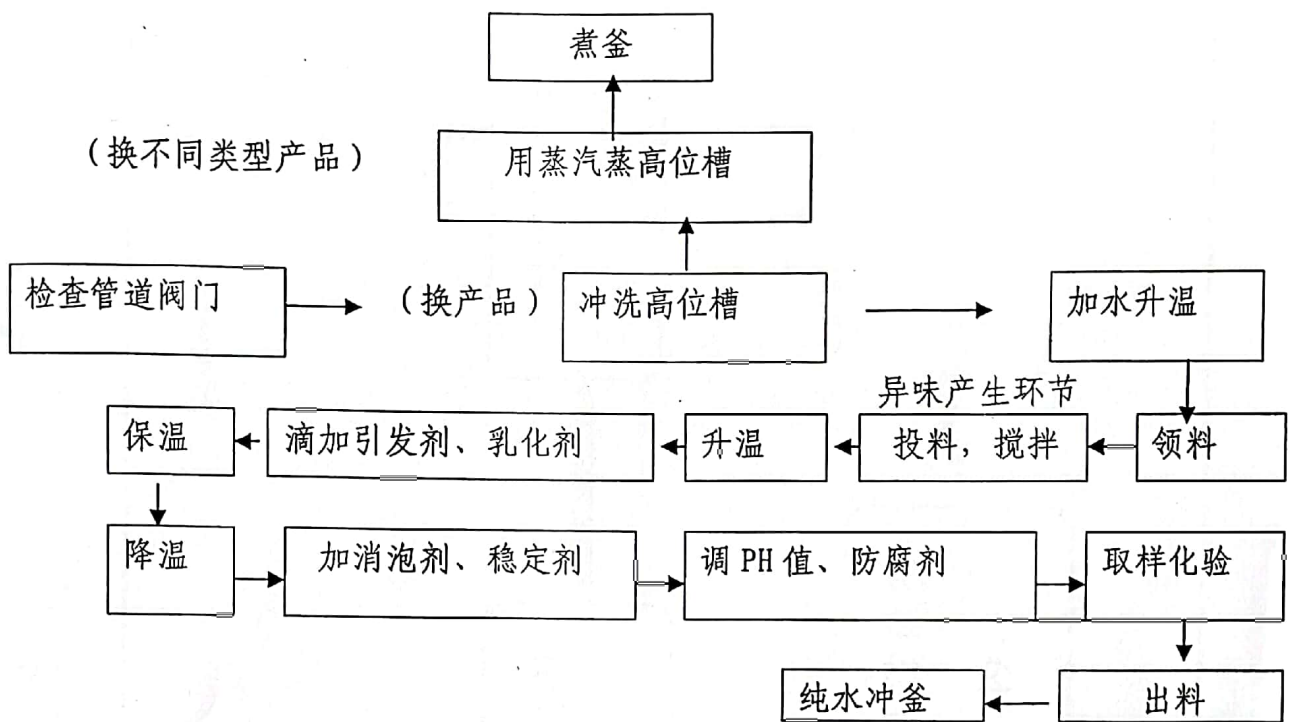 煮釜
（换不同类型产品）
用蒸汽蒸高位槽
检查管道阀门
（换产品）
冲洗高位槽
加水升温
异味产生环节
保温
滴加引发剂、乳化剂
升温
投料，搅拌
领料
降温
加消泡剂、稳定剂
调 PH 值、防腐剂
取样化验
纯水冲釜
出料